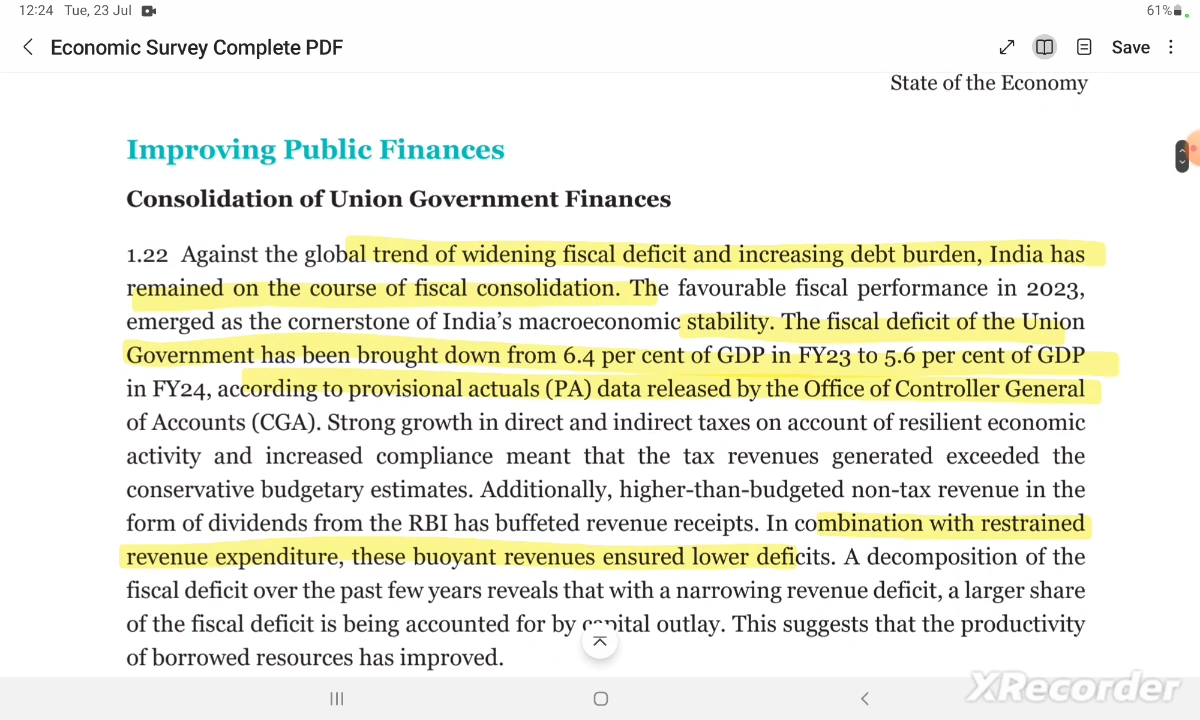 12:24 Tue, 23 Jul
61%
Economic Survey Complete PDF
Save
State of the Economy
Improving Public Finances
Consolidation of Union Government Finances
1.22 Against the global trend of widening fiscal deficit and increasing debt burden, India has
remained on the course of fiscal consolidation. The favourable fiscal performance in 2023,
emerged as the cornerstone of India's macroeconomic stability. The fiscal deficit of the Union
Government has been brought down from 6.4 per cent of GDP in FY23 to 5.6 per cent of GDP
in FY24, according to provisional actuals (PA) data released by the Office of Controller General
of Accounts (CGA). Strong growth in direct and indirect taxes on account of resilient economic
activity and increased compliance meant that the tax revenues generated exceeded the
conservative budgetary estimates. Additionally, higher-than-budgeted non-tax revenue in the
form of dividends from the RBI has buffeted revenue receipts. In combination with restrained
revenue expenditure, these buoyant revenues ensured lower deficits. A decomposition of the
fiscal deficit over the past few years reveals that with a narrowing revenue deficit, a larger share
of the fiscal deficit is being accounted for by capital outlay. This suggests that the productivity
of borrowed resources has improved.
XRecorder